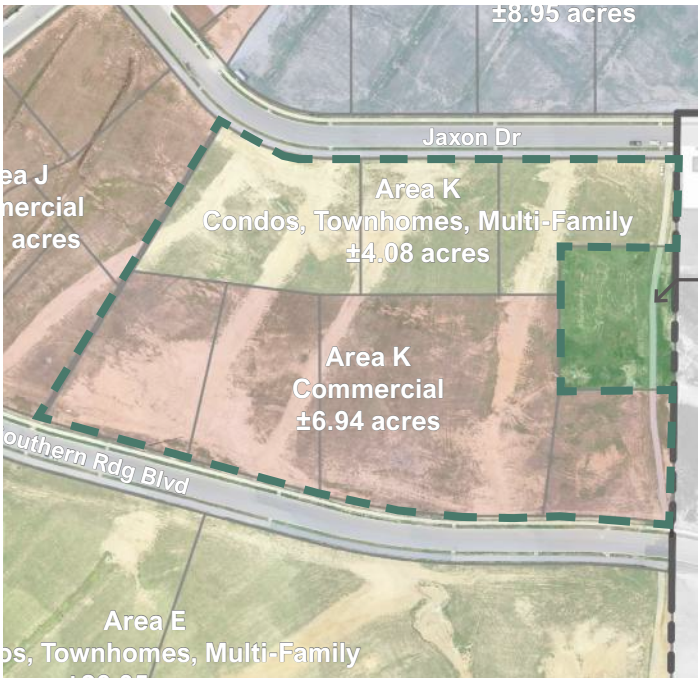 ±8.95 acres
Jaxon Dr
Area K
Condos, Townhomes, Multi-Family
±4.08 acres
ea J
mercial
acres
Area K
Commercial
±6.94 acres
outhern Rdg Blvd
Area E
os, Townhomes, Multi-Family